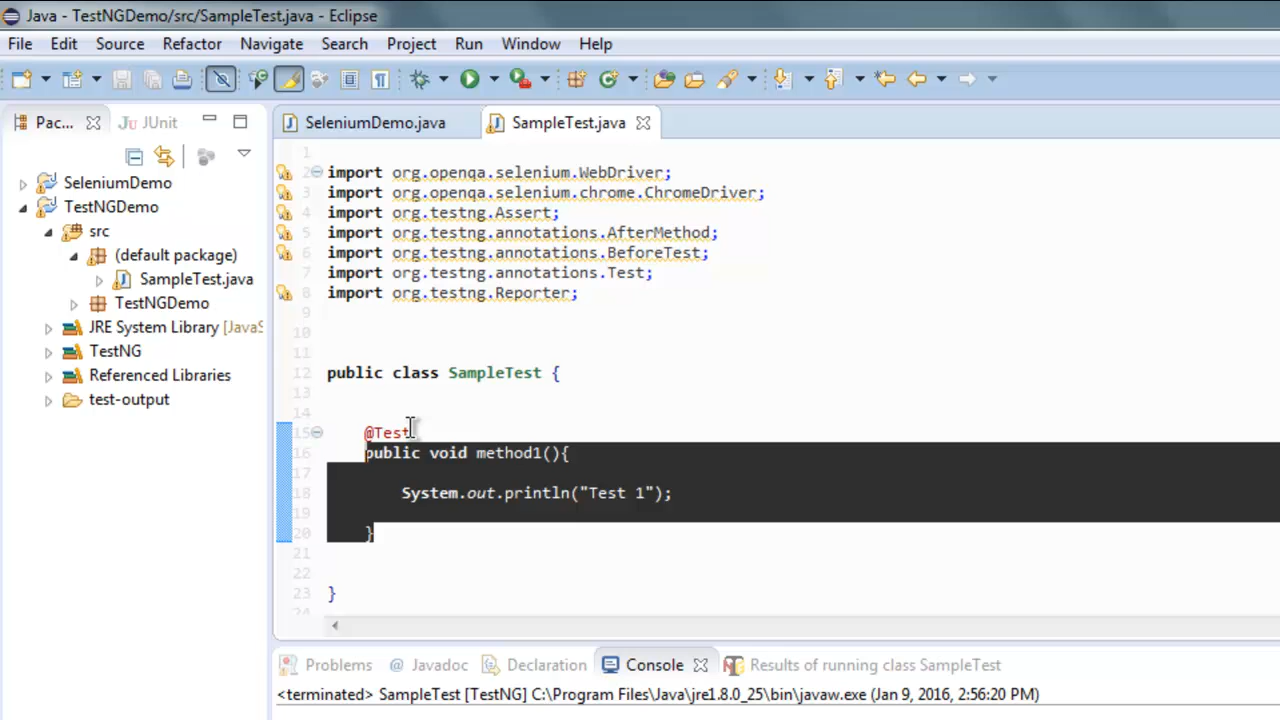 Java - TestNGDemo/src/SampleTest.java - Eclipse
File Edit Source Refactor Navigate Search Project Run Window Help
Pac... JUnit
SeleniumDemo
TestNGDemo
src
(default package)
SampleTest.java
TestNGDemo
JRE System Library [JavaS
TestNG
Referenced Libraries
test-output
SeleniumDemo.java SampleTest.java
1
2 import org.openqa.selenium.WebDriver;
3 import org.openqa.selenium.chrome.ChromeDriver;
4 import org.testng.Assert;
5 import org.testng.annotations.AfterMethod;
6 import org.testng.annotations.BeforeTest;
7 import org.testng.annotations.Test;
8 import org.testng.Reporter;
9
10
11
12 public class SampleTest {
13
14
15 @Test
16 public void method1(){
17
18 System.out.println("Test 1");
19
20 }
21
22
23 }
24
Problems @ Javadoc Declaration Console Results of running class SampleTest
<terminated> SampleTest [TestNG] C:\Program Files\Java\jre1.8.0_25\bin\javaw.exe (Jan 9, 2016, 2:56:20 PM)